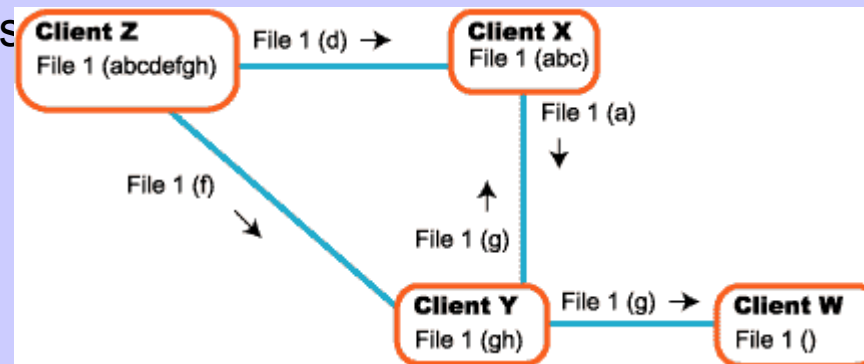 s
Client Z
File 1 (abcdefgh)
File 1 (d) →
Client X
File 1 (abc)
File 1 (a)
↓
File 1 (f)
↘
↑
File 1 (g)
Client Y
File 1 (gh)
File 1 (g) →
Client W
File 1 ()